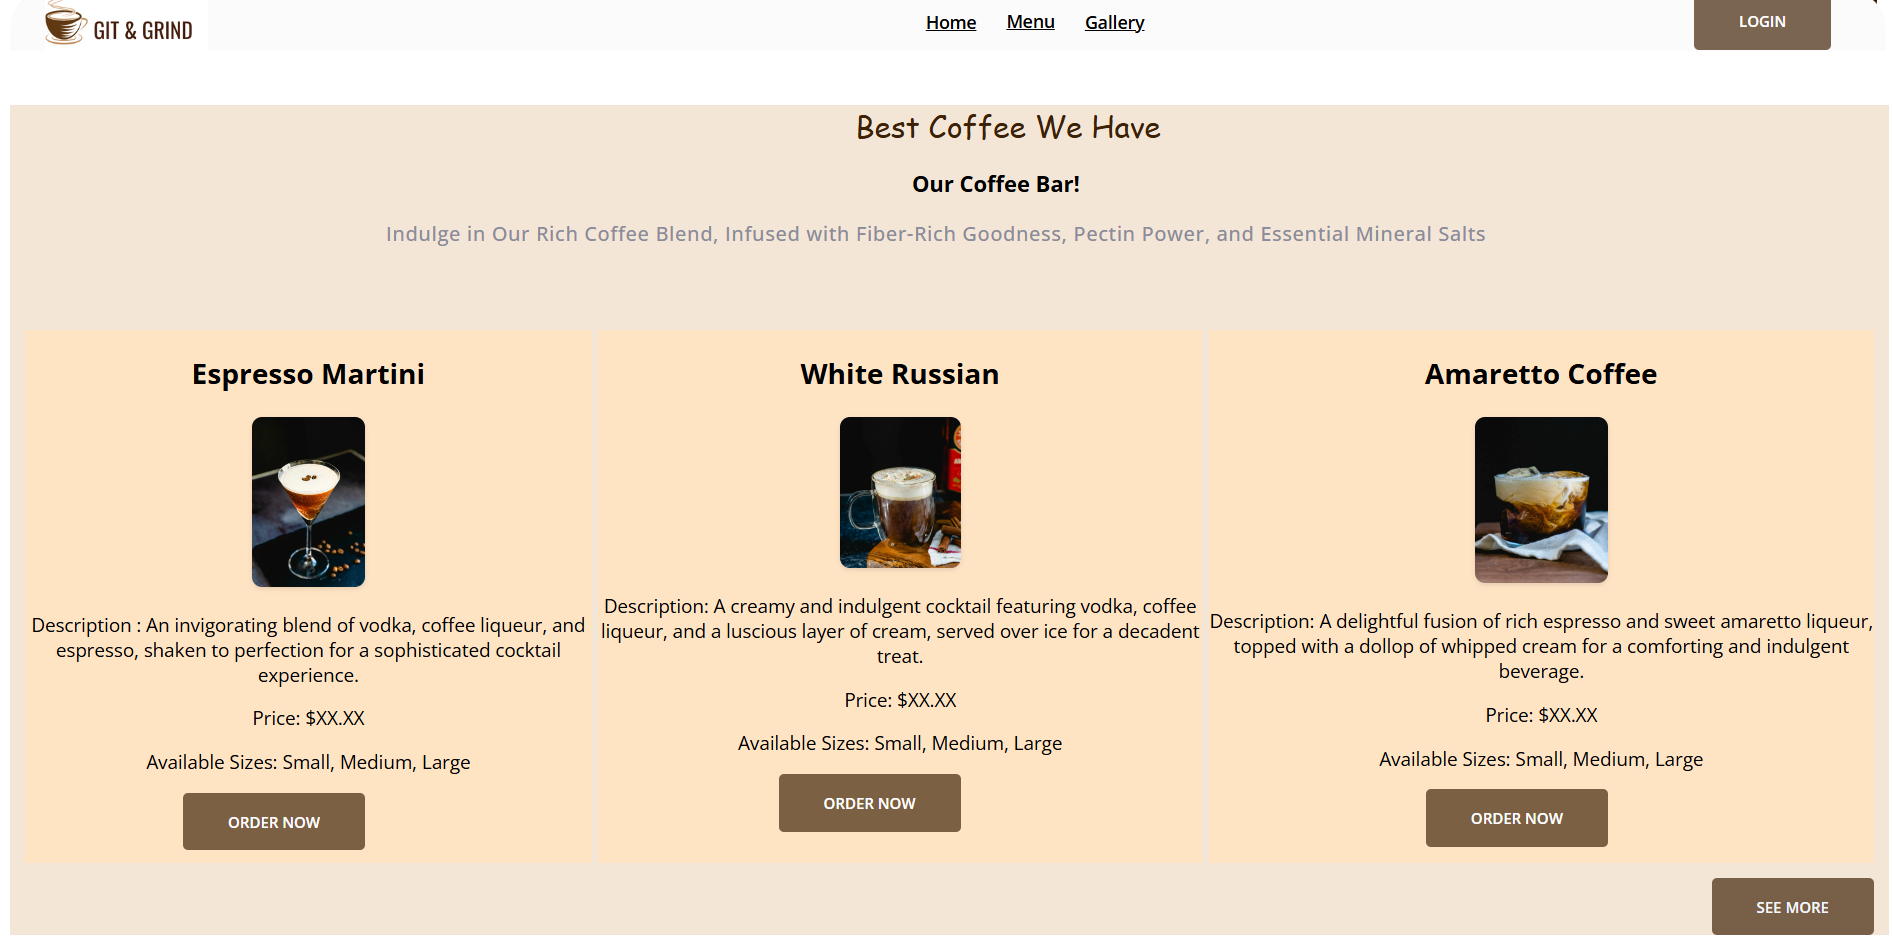 GIT & GRIND
Home Menu Gallery
LOGIN
Best Coffee We Have
Our Coffee Bar!
Indulge in Our Rich Coffee Blend, Infused with Fiber-Rich Goodness, Pectin Power, and Essential Mineral Salts
Espresso Martini
Description : An invigorating blend of vodka, coffee liqueur, and
espresso, shaken to perfection for a sophisticated cocktail
experience.
Price: $XX.XX
Available Sizes: Small, Medium, Large
ORDER NOW
White Russian
Description: A creamy and indulgent cocktail featuring vodka, coffee
liqueur, and a luscious layer of cream, served over ice for a decadent
treat.
Price: $XX.XX
Available Sizes: Small, Medium, Large
ORDER NOW
Amaretto Coffee
Description: A delightful fusion of rich espresso and sweet amaretto liqueur,
topped with a dollop of whipped cream for a comforting and indulgent
beverage.
Price: $XX.XX
Available Sizes: Small, Medium, Large
ORDER NOW
SEE MORE